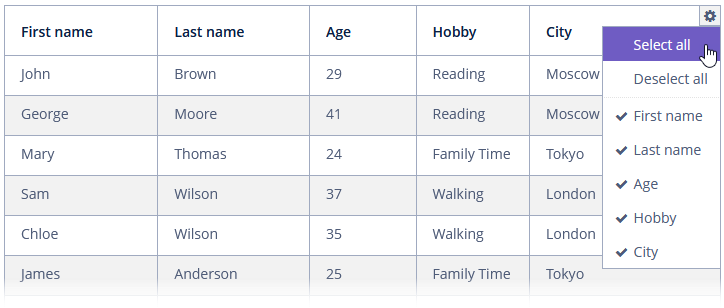 First name Last name Age Hobby City
Select all
John Brown 29 Reading Moscow
Deselect all
George Moore 41 Reading Moscow
First name
Mary Thomas 24 Family Time Tokyo
Last name
Sam Wilson 37 Walking London
Age
Hobby
Chloe Wilson 35 Walking London
City
James Anderson 25 Family Time Tokyo